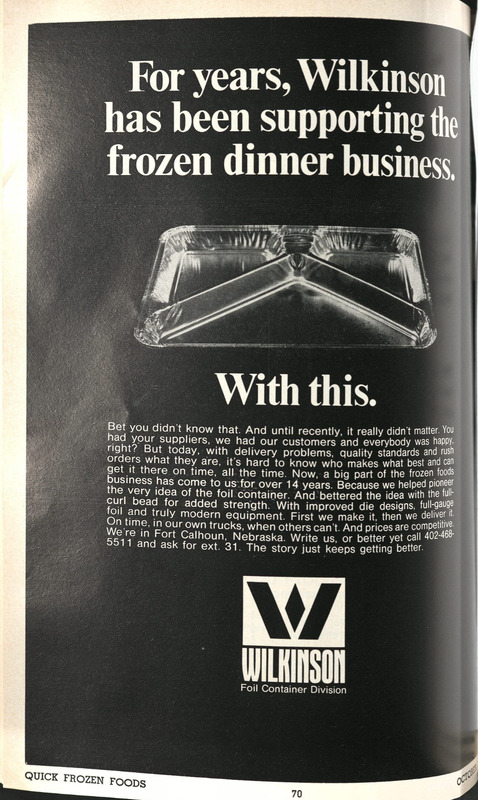 For years, Wilkinson
has been supporting the
frozen dinner business.
With this.
Bet you didn't know that. And until recently, it really didn't matter. You
had your suppliers, we had our customers and everybody was happy,
right? But today, with delivery problems, quality standards and rush
orders what they are, it's hard to know who makes what best and can
get it there on time, all the time. Now, a big part of the frozen foods
business has come to us for over 14 years. Because we helped pioneer
the very idea of the foil container. And bettered the idea with the full-
curl bead for added strength. With improved die designs, full-gauge
foil and truly modern equipment. First we make it, then we deliver it.
On time, in our own trucks, when others can't. And prices are competitive.
We're in Fort Calhoun, Nebraska. Write us, or better yet call 402-468-
5511 and ask for ext. 31. The story just keeps getting better.
WILKINSON
Foil Container Division
QUICK FROZEN FOODS
70